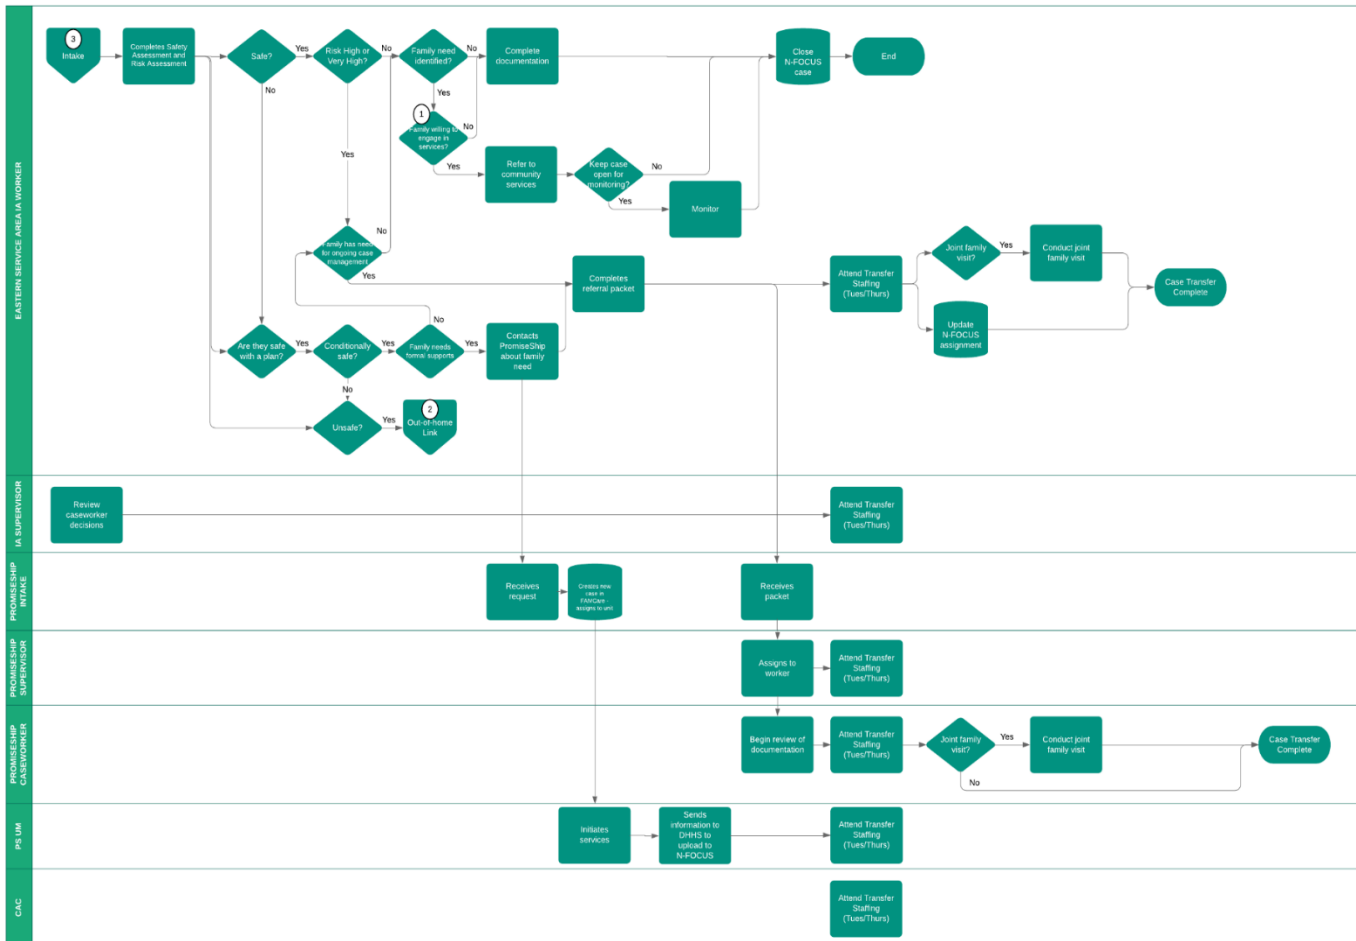 EASTERN SERVICE AREA IA WORKER
3
Intake
Completes Safety
Assessment and
Risk Assessment
Safe?
Yes
No
Risk High or
Very High?
No
Yes
Family need
identified?
No
Yes
Complete
documentation
Close
N-FOCUS
case
End
1
Family willing to
engage in
services?
No
Yes
Refer to
community
services
Keep case
open for
monitoring?
No
Yes
Monitor
Family has need
for ongoing case
management
No
Yes
Completes
referral packet
Attend Transfer
Staffing
(Tues/Thurs)
Joint family
visit?
Yes
Conduct joint
family visit
Update
N-FOCUS
assignment
Case Transfer
Complete
Are they safe
with a plan?
Yes
Conditionally
safe?
Yes
No
Family needs
formal supports
No
Yes
Contacts
PromiseShip
about family
need
Unsafe?
Yes
2
Out-of-home
Link
IA SUPERVISOR
Review
caseworker
decisions
Attend Transfer
Staffing
(Tues/Thurs)
PROMISESHIP
INTAKE
Receives
request
Creates new
case in
FAMCare -
assigns to unit
Receives
packet
PROMISESHIP
SUPERVISOR
Assigns to
worker
Attend Transfer
Staffing
(Tues/Thurs)
PROMISESHIP
CASEWORKER
Begin review of
documentation
Attend Transfer
Staffing
(Tues/Thurs)
Joint family
visit?
Yes
No
Conduct joint
family visit
Case Transfer
Complete
PS UM
Initiates
services
Sends
information to
DHHS to
upload to
N-FOCUS
Attend Transfer
Staffing
(Tues/Thurs)
CAC
Attend Transfer
Staffing
(Tues/Thurs)